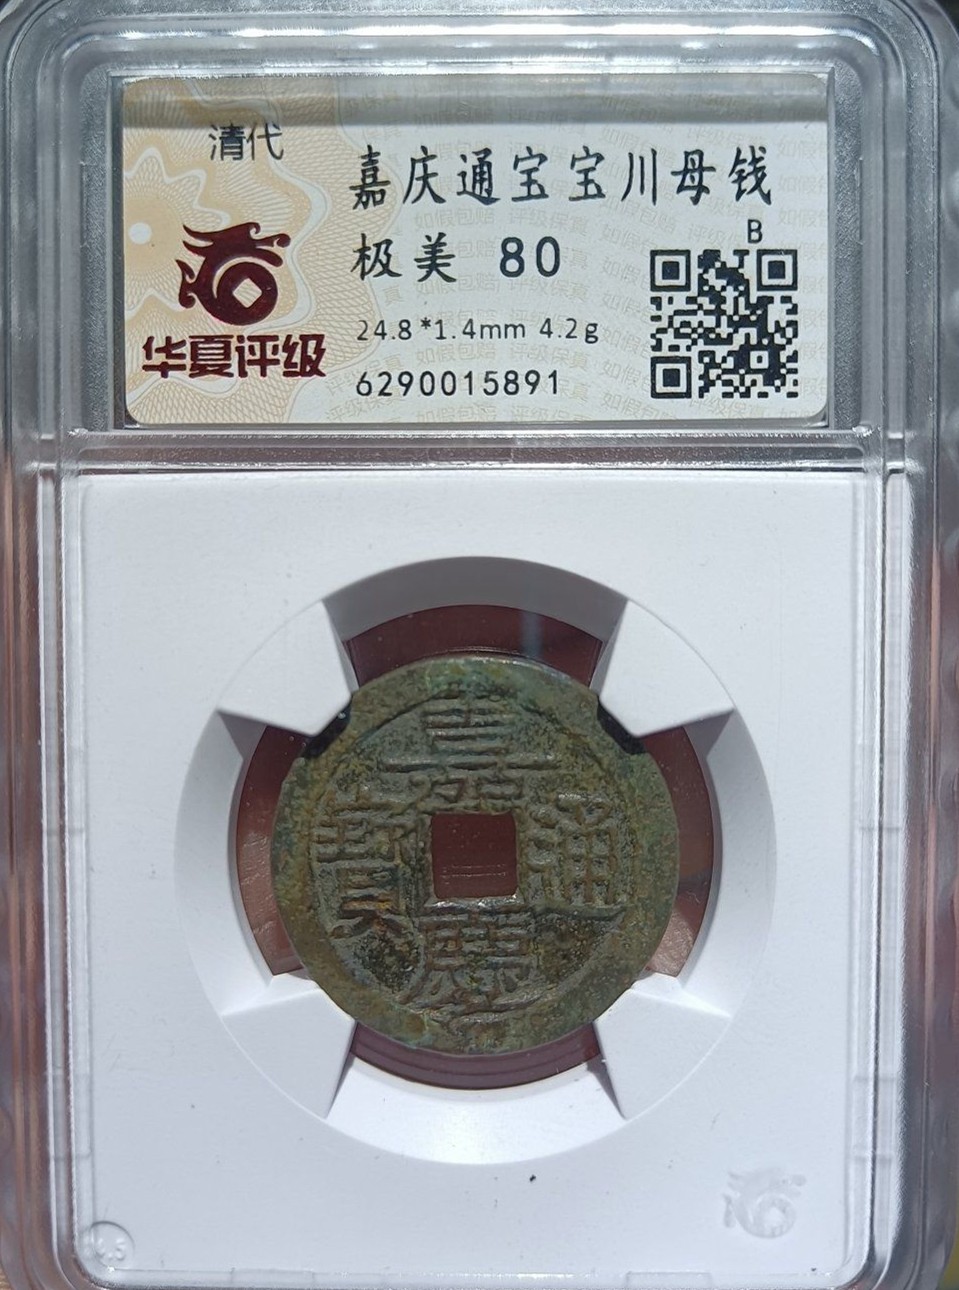 清代
华夏评级
嘉庆通宝宝川母钱
极美 80
B
24.8*1.4mm 4.2g
6290015891
嘉慶通寶